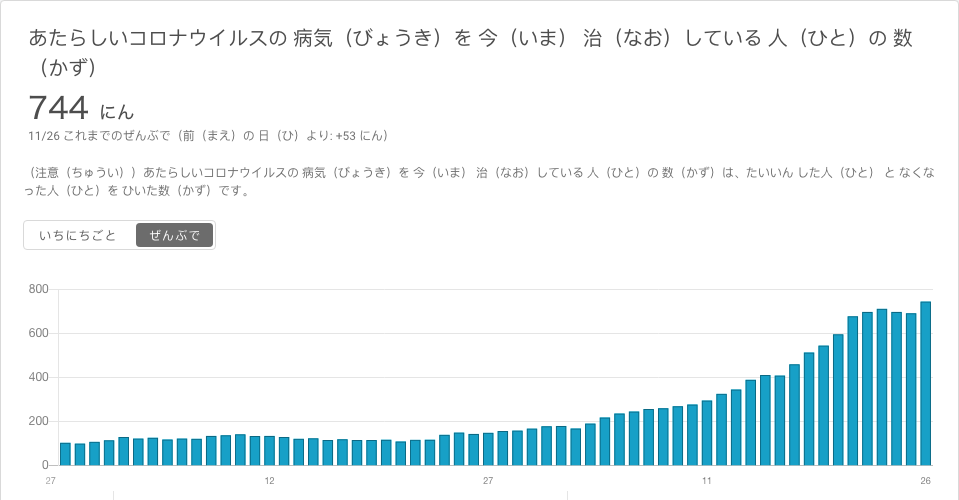 あたらしいコロナウイルスの 病気（びょうき）を 今（いま） 治（なお）している 人（ひと）の 数
（かず）
744 にん
11/26 これまでのぜんぶで（前（まえ）の 日（ひ）より: +53 にん）
（注意（ちゅうい））あたらしいコロナウイルスの 病気（びょうき）を 今（いま） 治（なお）している 人（ひと）の 数（かず）は、たいいん した人（ひと） と なくな
った人（ひと）を ひいた数（かず）です。
いちにちごと ぜんぶで
800
600
400
200
0
27 12 27 11 26